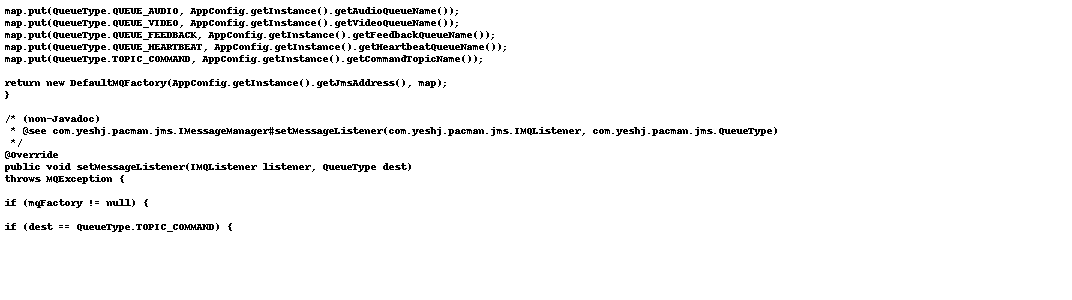 map.put(QueueType.QUEUE_AUDIO, AppConfig.getInstance().getAudioQueueName());
map.put(QueueType.QUEUE_VIDEO, AppConfig.getInstance().getVideoQueueName());
map.put(QueueType.QUEUE_FEEDBACK, AppConfig.getInstance().getFeedbackQueueName());
map.put(QueueType.QUEUE_HEARTBEAT, AppConfig.getInstance().getHeartbeatQueueName());
map.put(QueueType.TOPIC_COMMAND, AppConfig.getInstance().getCommandTopicName());
return new DefaultMQFactory(AppConfig.getInstance().getJmsAddress(), map);
}
/* (non-Javadoc)
 * @see com.yeshj.pacman.jms.IMessageManager#setMessageListener(com.yeshj.pacman.jms.IMQListener, com.yeshj.pacman.jms.QueueType)
 */
@Override
public void setMessageListener(IMQListener listener, QueueType dest)
throws MQException {
if (mqFactory != null) {
if (dest == QueueType.TOPIC_COMMAND) {